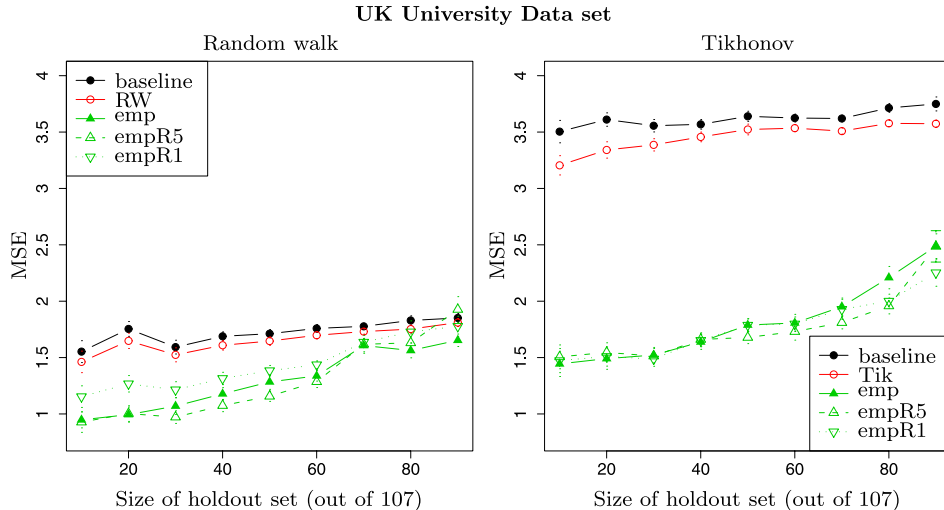 UK University Data set
Random walk
Tikhonov
4
3.5
3
2.5
2
1.5
1
MSE
baseline
RW
emp
empR5
empR1
20
40
60
80
Size of holdout set (out of 107)
4
3.5
3
2.5
2
1.5
1
MSE
baseline
Tik
emp
empR5
empR1
20
40
60
80
Size of holdout set (out of 107)